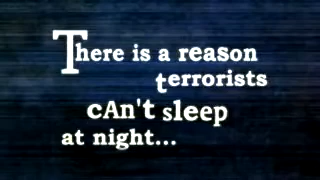 There is a reason
terrorists
cAn't sleep
at night...